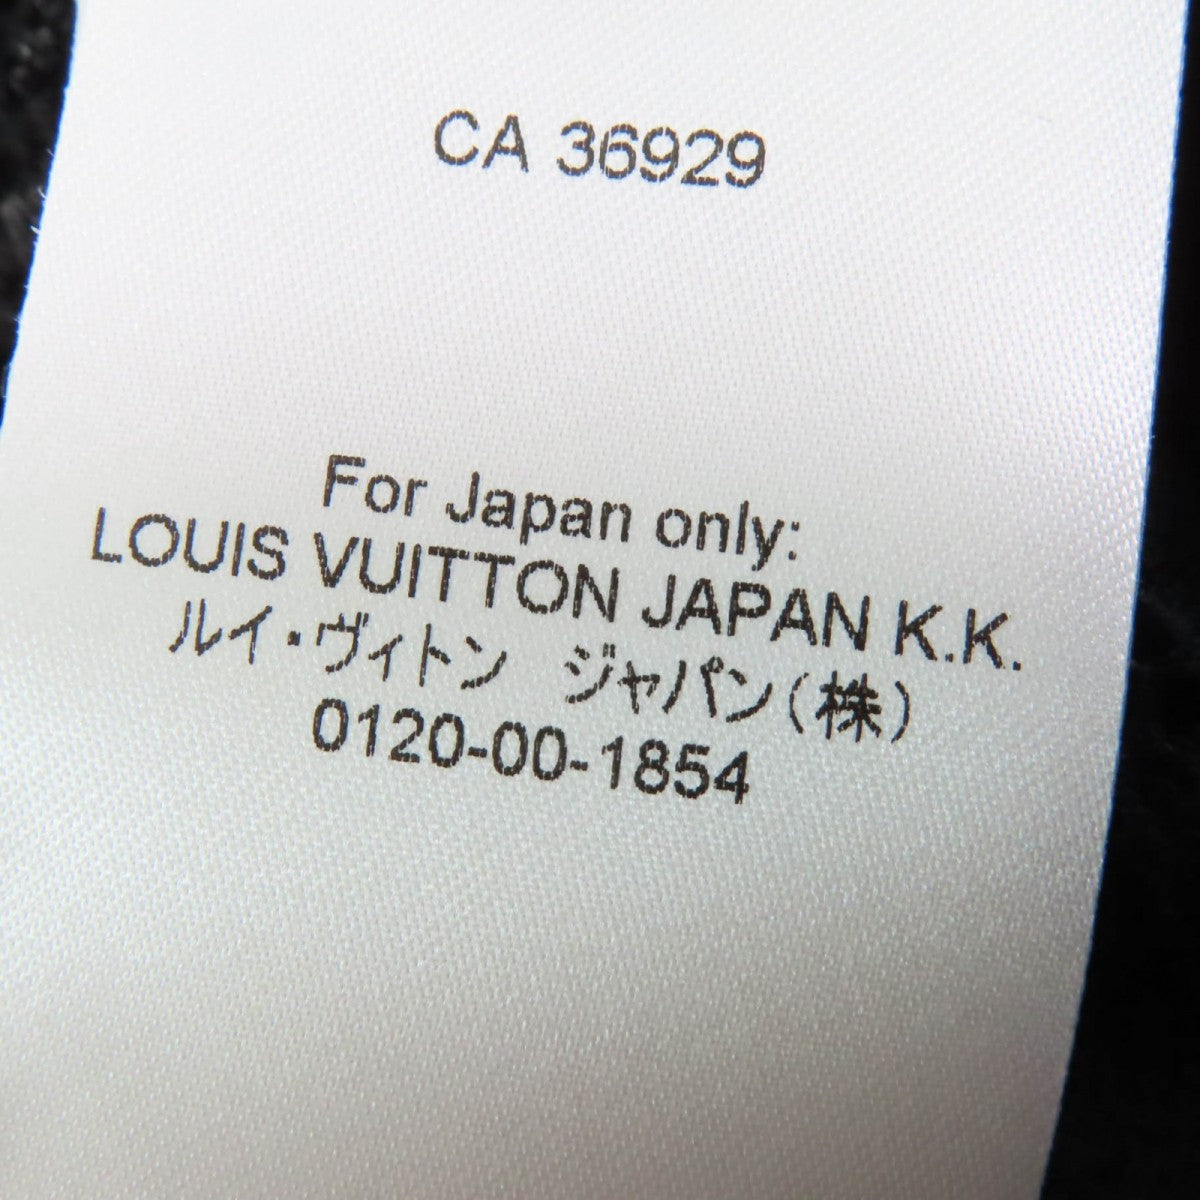 CA 36929
For Japan only:
LOUIS VUITTON JAPAN K.K.
ルイ・ヴィトン　ジャパン(株)
0120-00-1854